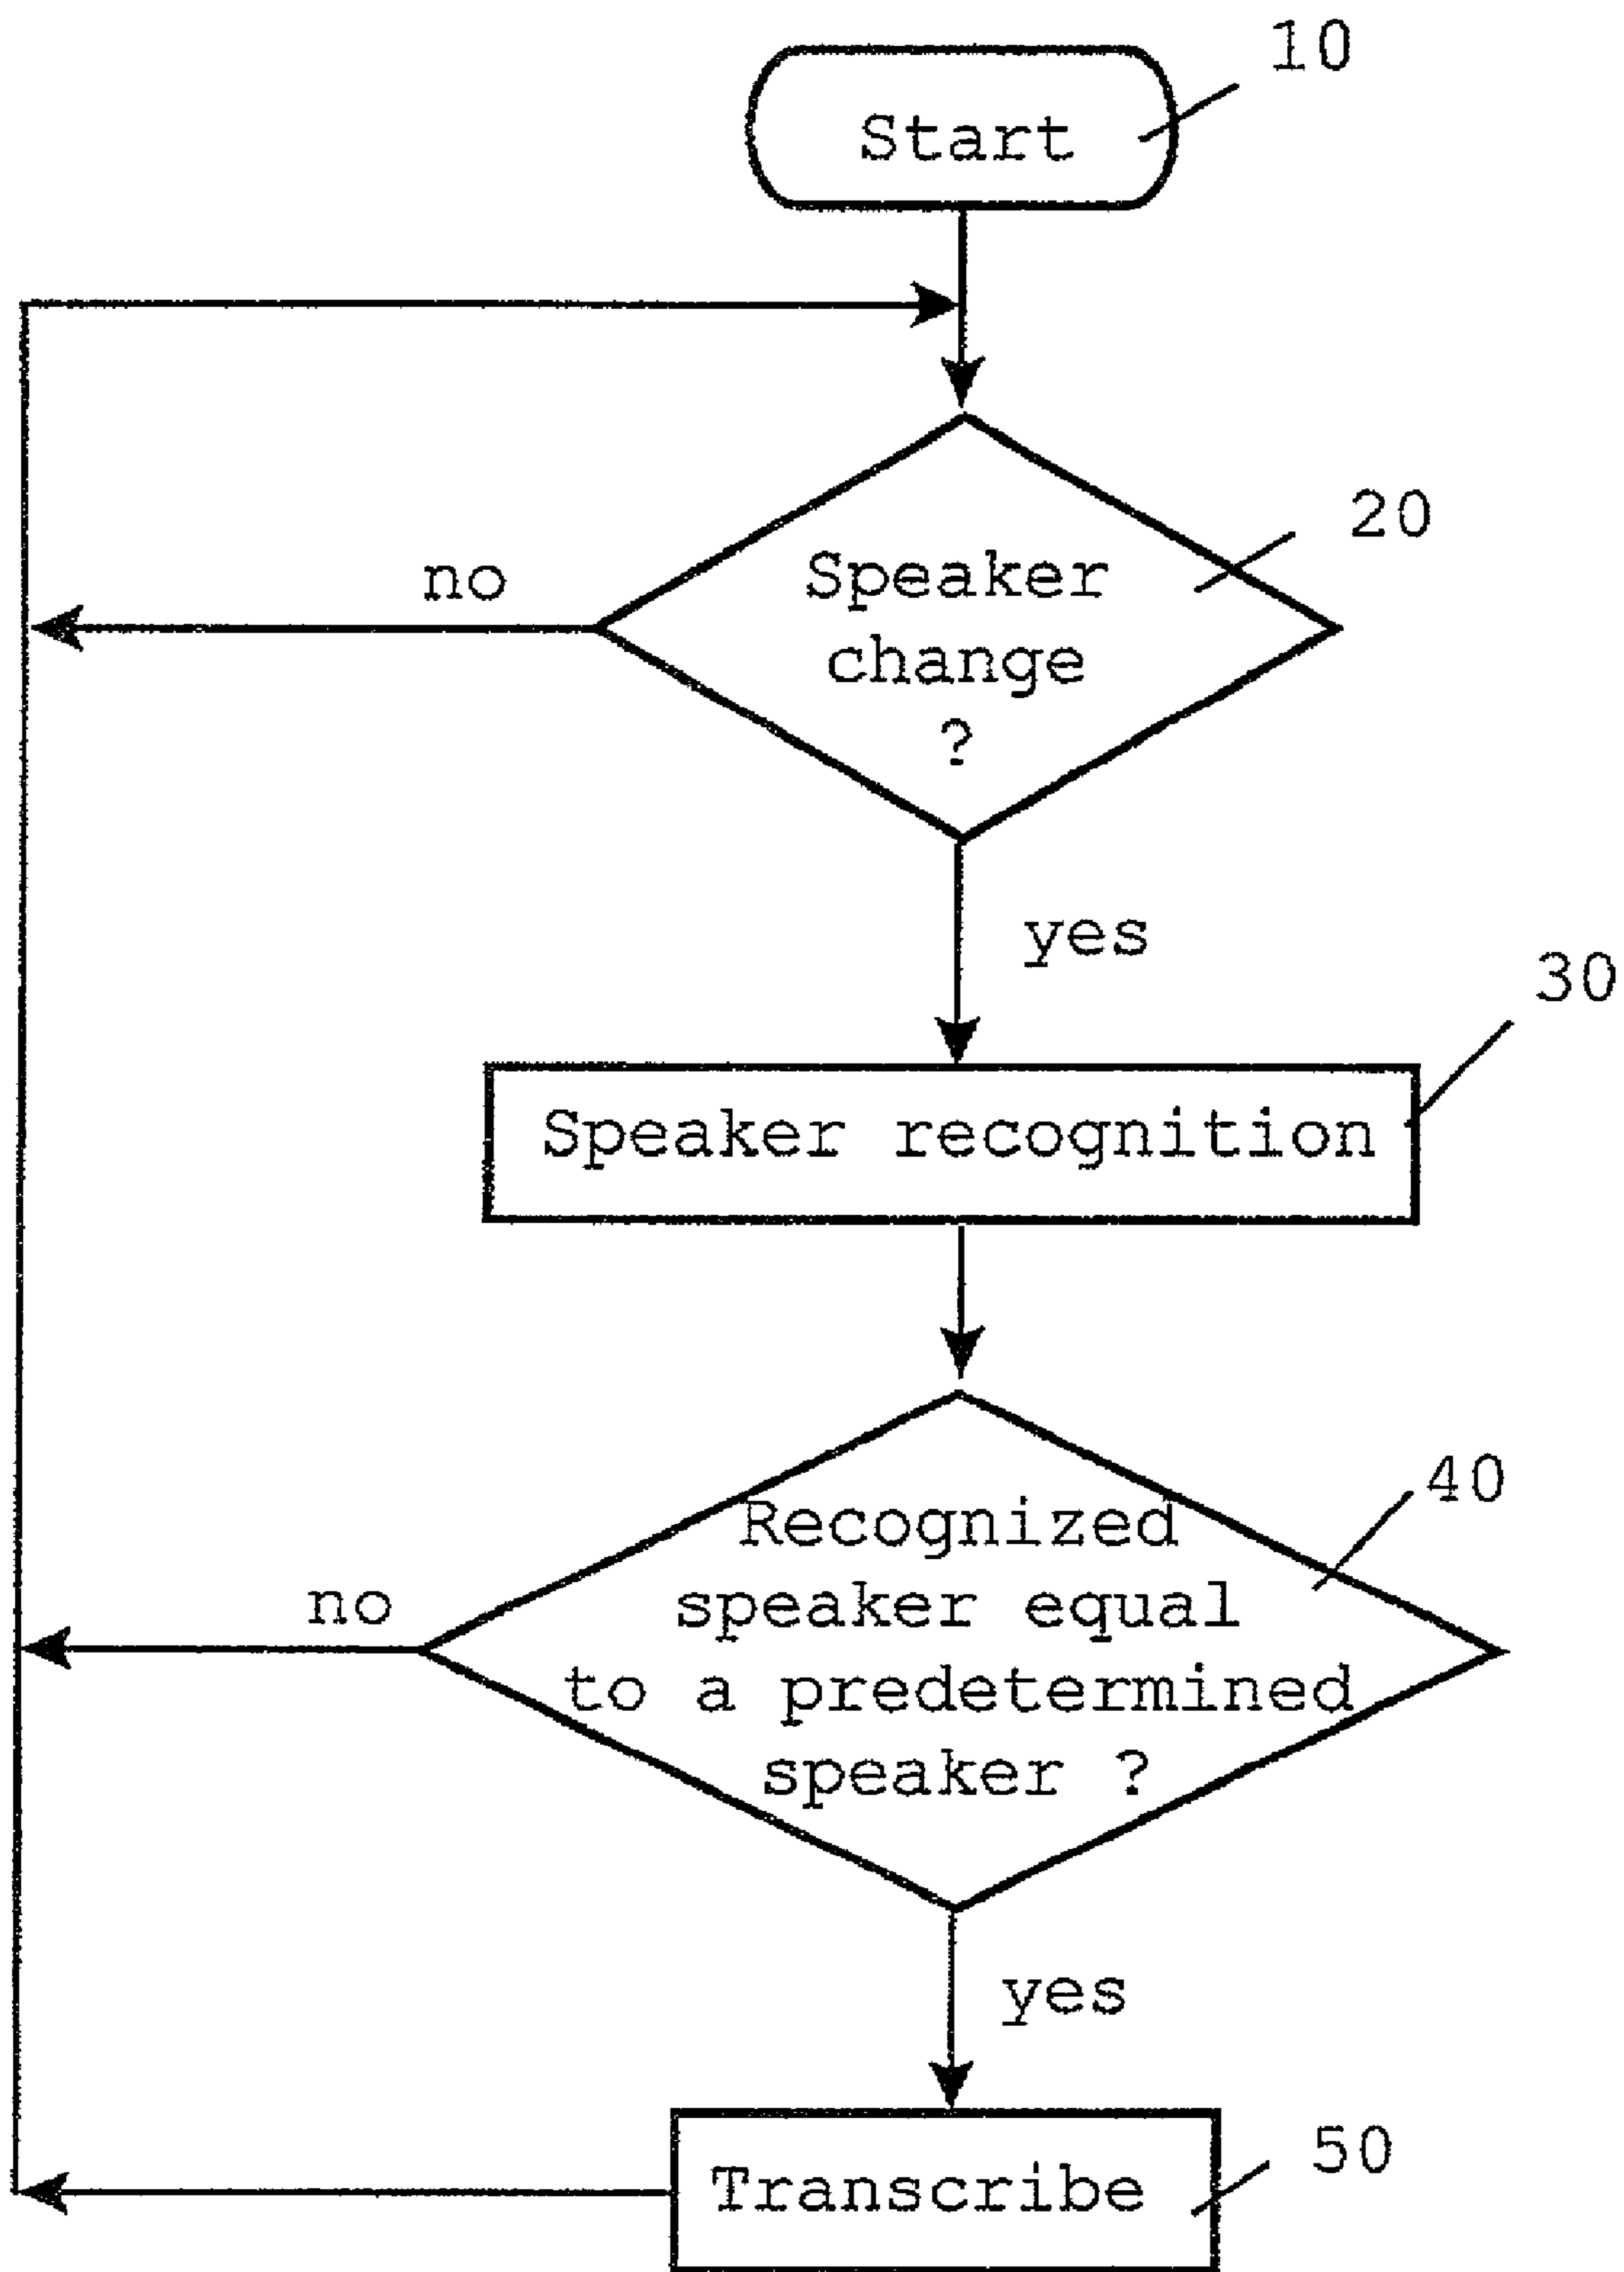 10
Start
20
Speaker
change
?
no
yes
30
Speaker recognition
40
Recognized
speaker equal
to a predetermined
speaker ?
no
yes
50
Transcribe